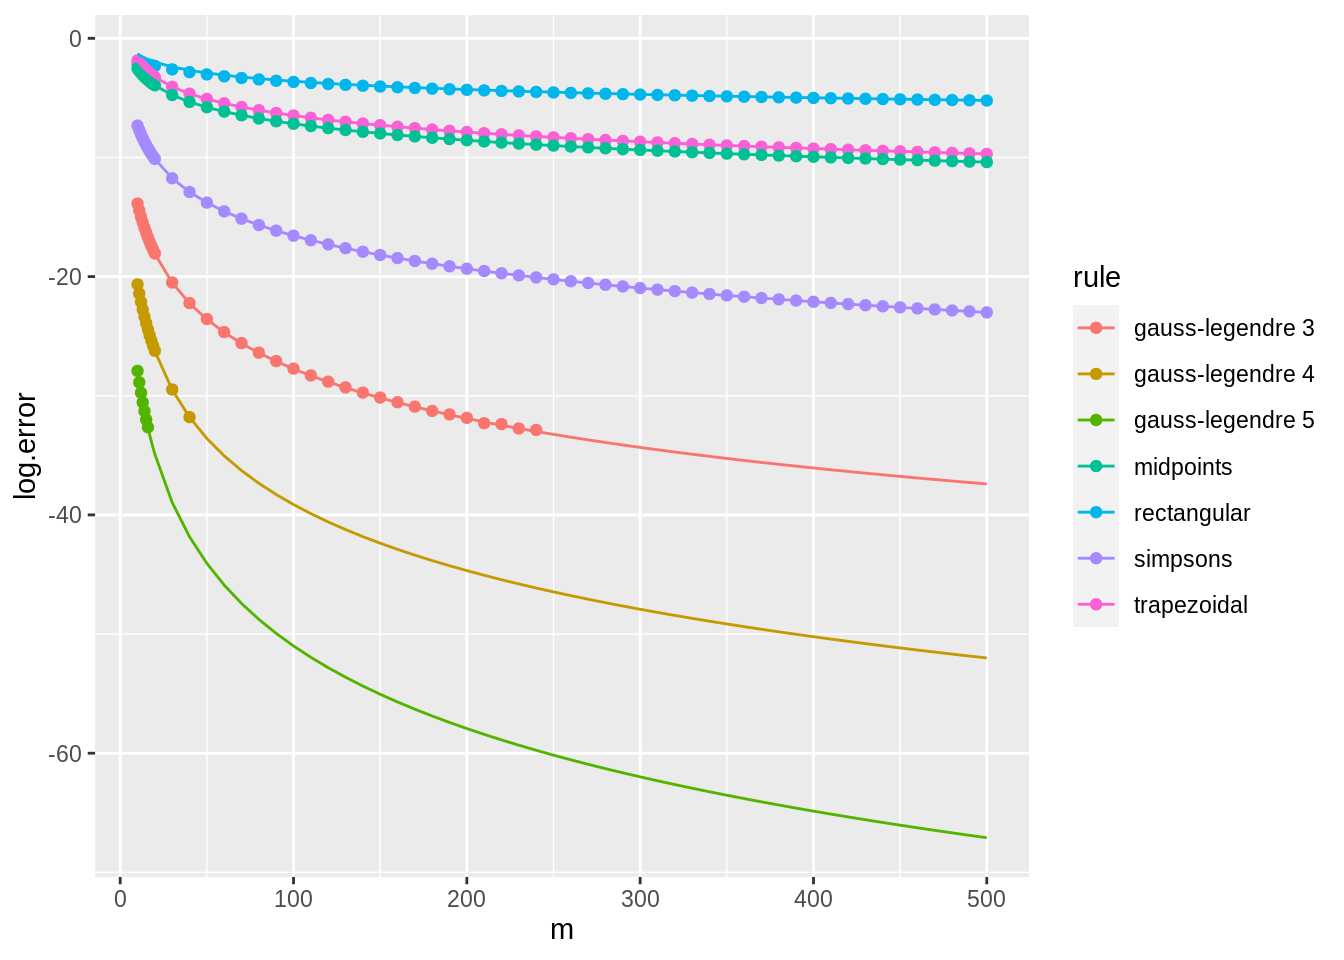 0
-20
-40
-60
log.error
0
100
200
300
400
500
m
rule
gauss-legendre 3
gauss-legendre 4
gauss-legendre 5
midpoints
rectangular
simpsons
trapezoidal